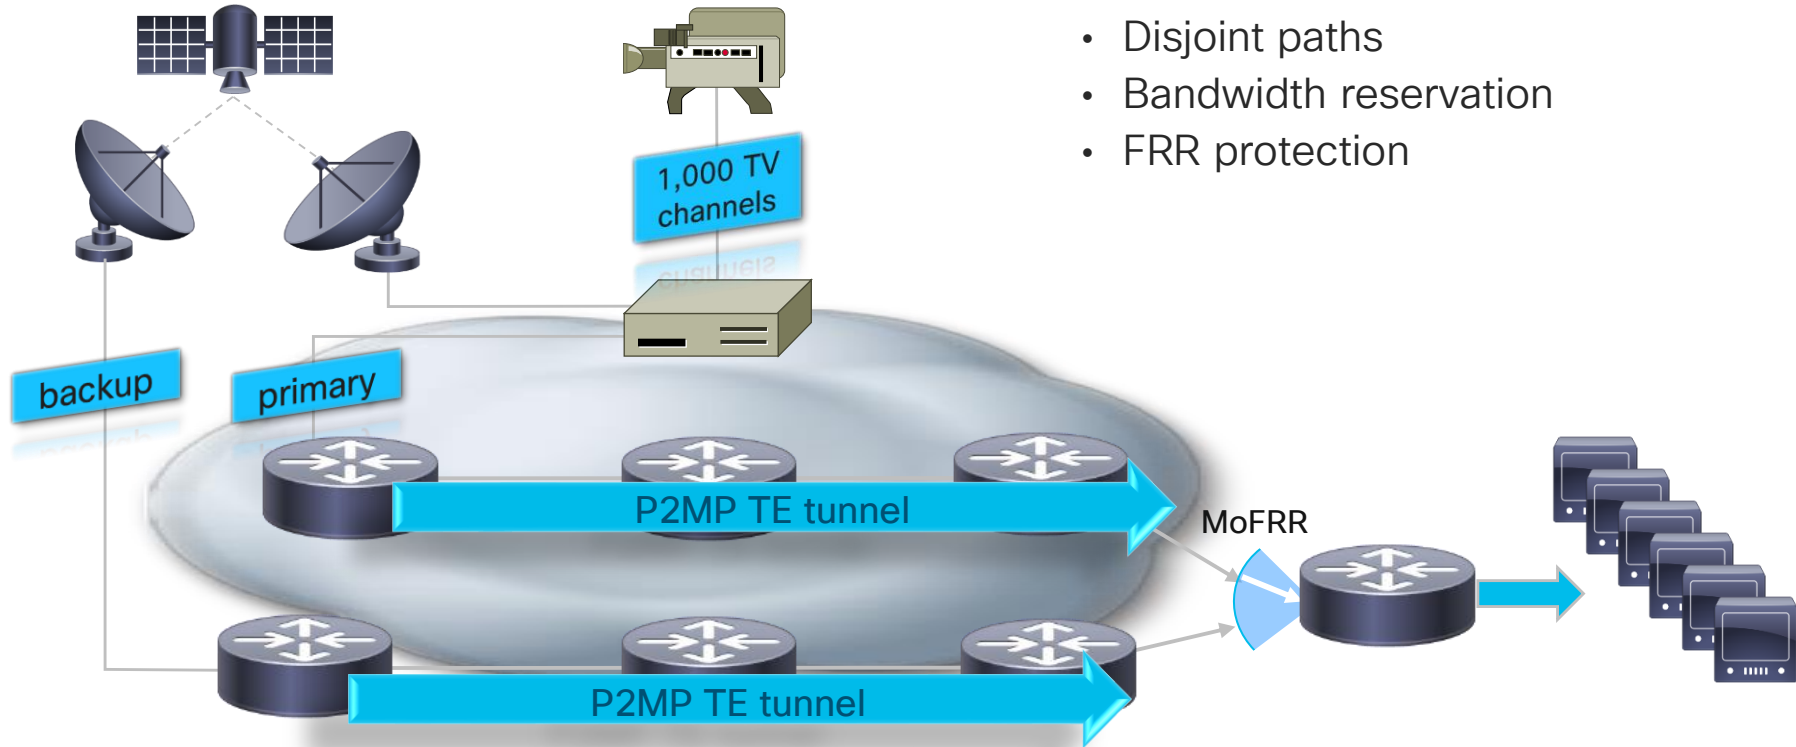 • Disjoint paths
• Bandwidth reservation
• FRR protection
1,000 TV
channels
backup
primary
P2MP TE tunnel
MoFRR
P2MP TE tunnel